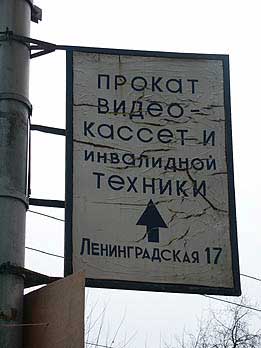 ПРОКАТ
ВИДЕО-
КАССЕТ И
ИНВАЛИДНОЙ
ТЕХНИКИ
ЛЕНИНГРАДСКАЯ 17